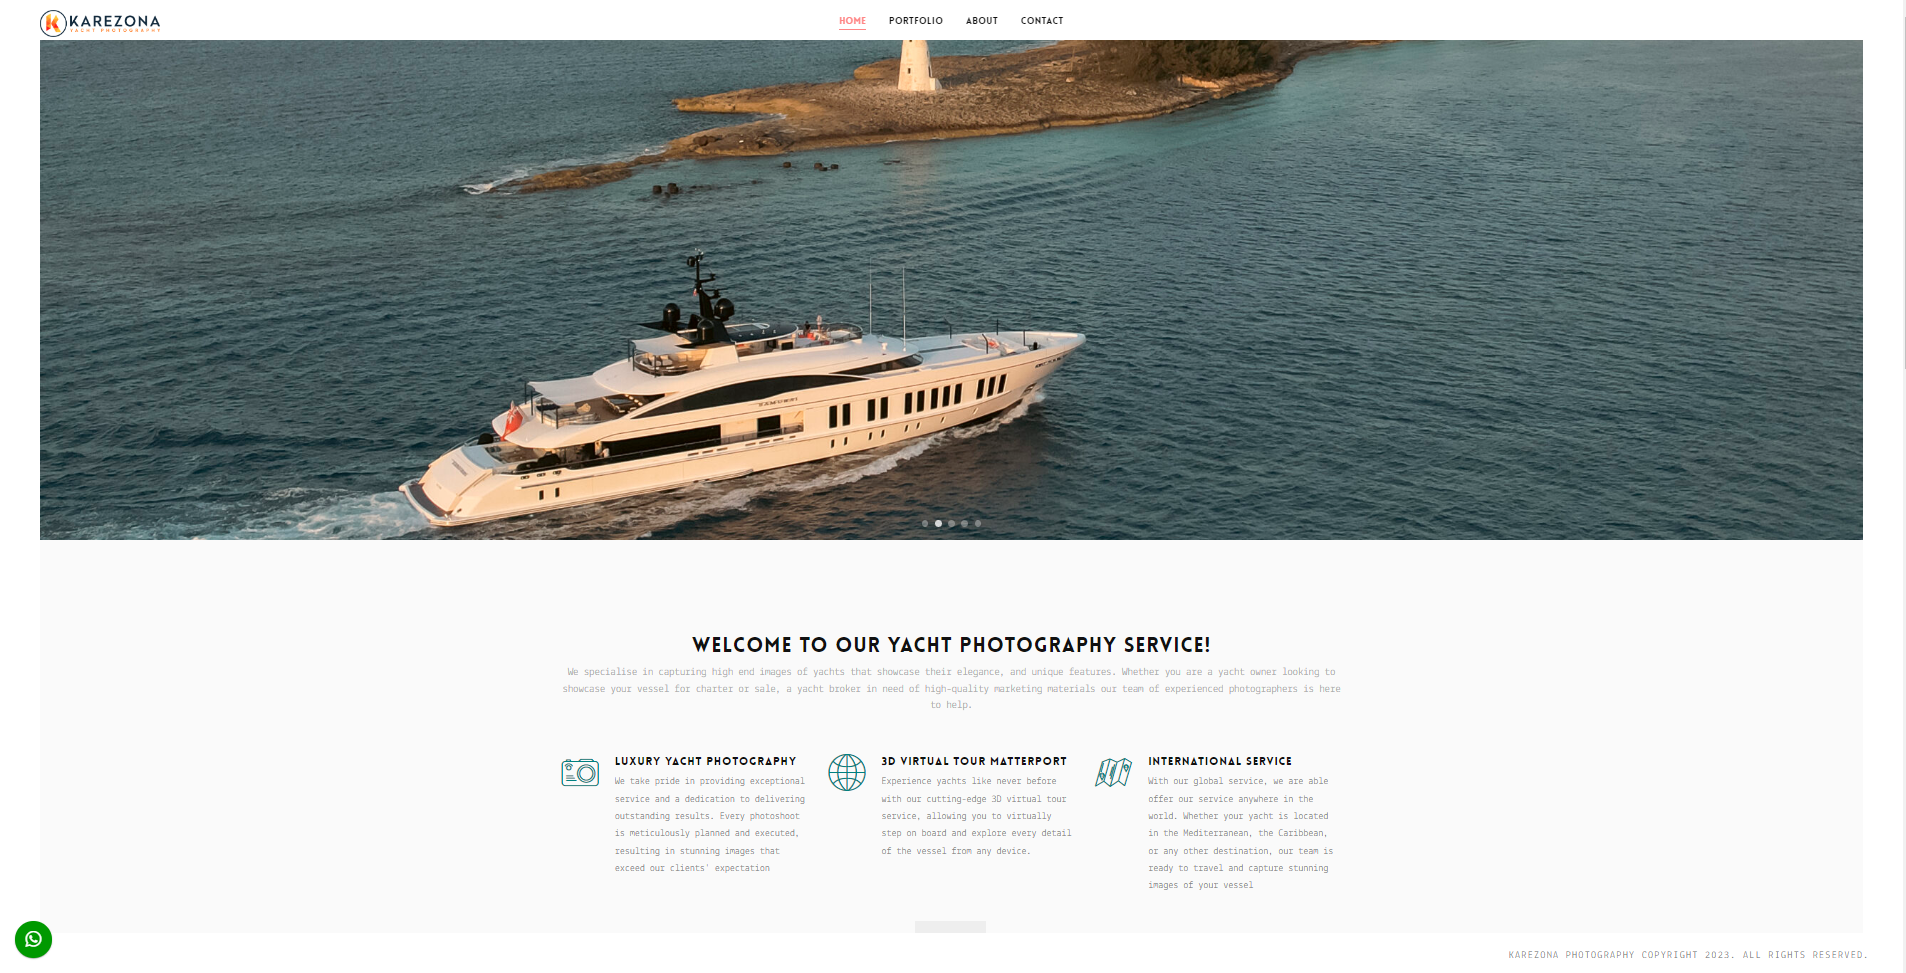 KAREZONA
YACHT PHOTOGRAPHY
HOME PORTFOLIO ABOUT CONTACT
SAMURAI
WELCOME TO OUR YACHT PHOTOGRAPHY SERVICE!
We specialise in capturing high end images of yachts that showcase their elegance, and unique features. Whether you are a yacht owner looking to
showcase your vessel for charter or sale, a yacht broker in need of high-quality marketing materials our team of experienced photographers is here
to help.
LUXURY YACHT PHOTOGRAPHY
We take pride in providing exceptional
service and a dedication to delivering
outstanding results. Every photoshoot
is meticulously planned and executed,
resulting in stunning images that
exceed our clients' expectation
3D VIRTUAL TOUR MATTERPORT
Experience yachts like never before
with our cutting-edge 3D virtual tour
service, allowing you to virtually
step on board and explore every detail
of the vessel from any device.
INTERNATIONAL SERVICE
With our global service, we are able
offer our service anywhere in the
world. Whether your yacht is located
in the Mediterranean, the Caribbean,
or any other destination, our team is
ready to travel and capture stunning
images of your vessel
KAREZONA PHOTOGRAPHY COPYRIGHT 2023. ALL RIGHTS RESERVED.